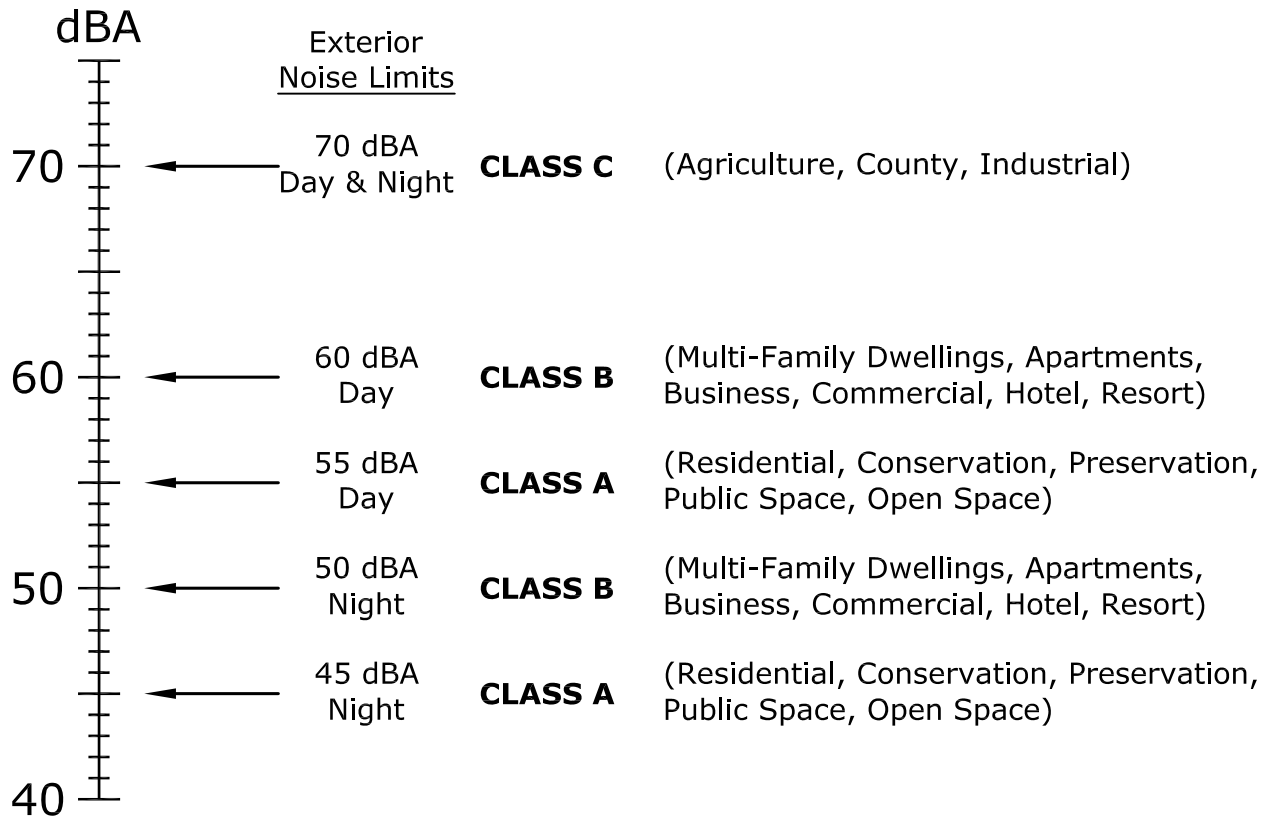 dBA
Exterior
Noise Limits
70
70 dBA
Day & Night
CLASS C
(Agriculture, County, Industrial)
60
60 dBA
Day
CLASS B
(Multi-Family Dwellings, Apartments,
Business, Commercial, Hotel, Resort)
55 dBA
Day
CLASS A
(Residential, Conservation, Preservation,
Public Space, Open Space)
50
50 dBA
Night
CLASS B
(Multi-Family Dwellings, Apartments,
Business, Commercial, Hotel, Resort)
45 dBA
Night
CLASS A
(Residential, Conservation, Preservation,
Public Space, Open Space)
40